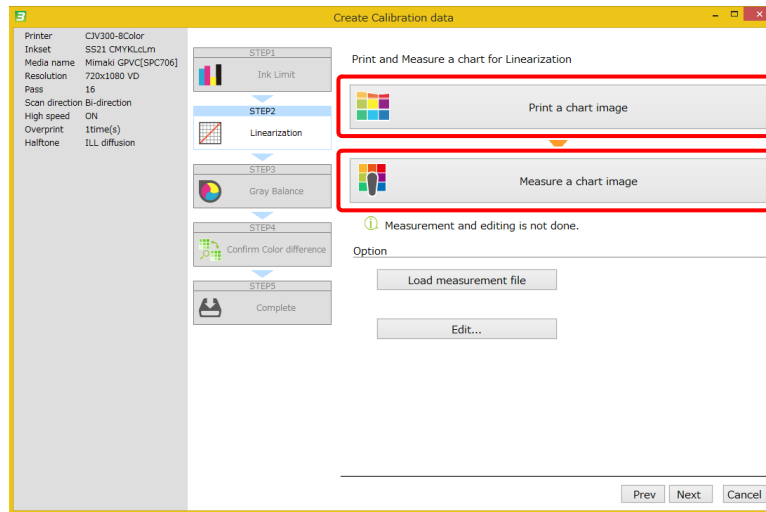 3
Create Calibration data
Printer CJV300-8Color
Inkset SS21 CMYKLcLm
Media name Mimaki GPVC[SPC706]
Resolution 720x1080 VD
Pass 16
Scan direction Bi-direction
High speed ON
Overprint 1time(s)
Halftone ILL diffusion
STEP1
Ink Limit
STEP2
Linearization
STEP3
Gray Balance
STEP4
Confirm Color difference
STEP5
Complete
Print and Measure a chart for Linearization
Print a chart image
Measure a chart image
Measurement and editing is not done.
Option
Load measurement file
Edit...
Prev Next Cancel